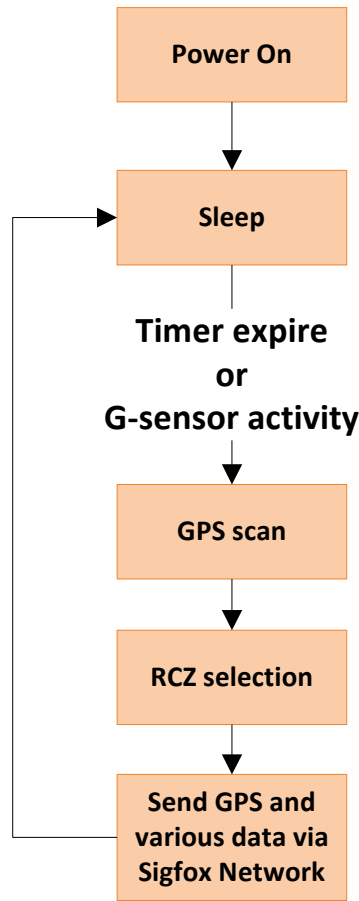 Power On
Sleep
Timer expire
or
G-sensor activity
GPS scan
RCZ selection
Send GPS and
various data via
Sigfox Network